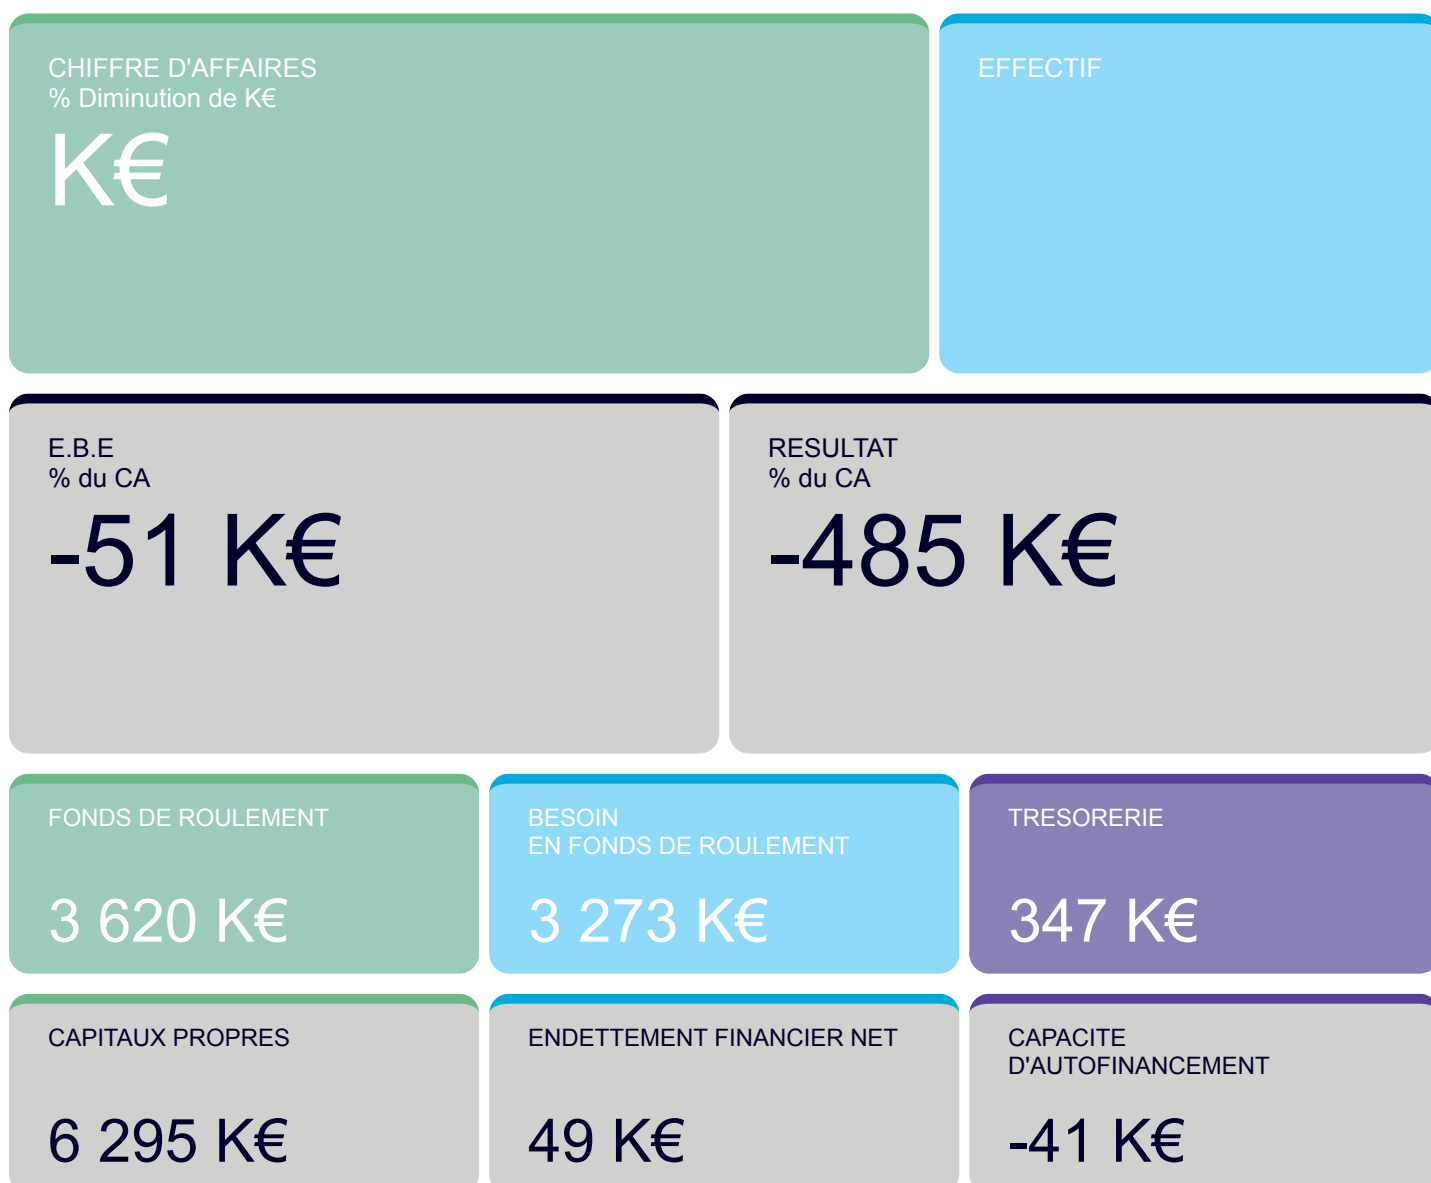 CHIFFRE D'AFFAIRES
% Diminution de K€
K€
EFFECTIF
E.B.E
% du CA
-51 K€
RESULTAT
% du CA
-485 K€
FONDS DE ROULEMENT
3 620 K€
BESOIN
EN FONDS DE ROULEMENT
3 273 K€
TRESORERIE
347 K€
CAPITAUX PROPRES
6 295 K€
ENDETTEMENT FINANCIER NET
49 K€
CAPACITE
D'AUTOFINANCEMENT
-41 K€